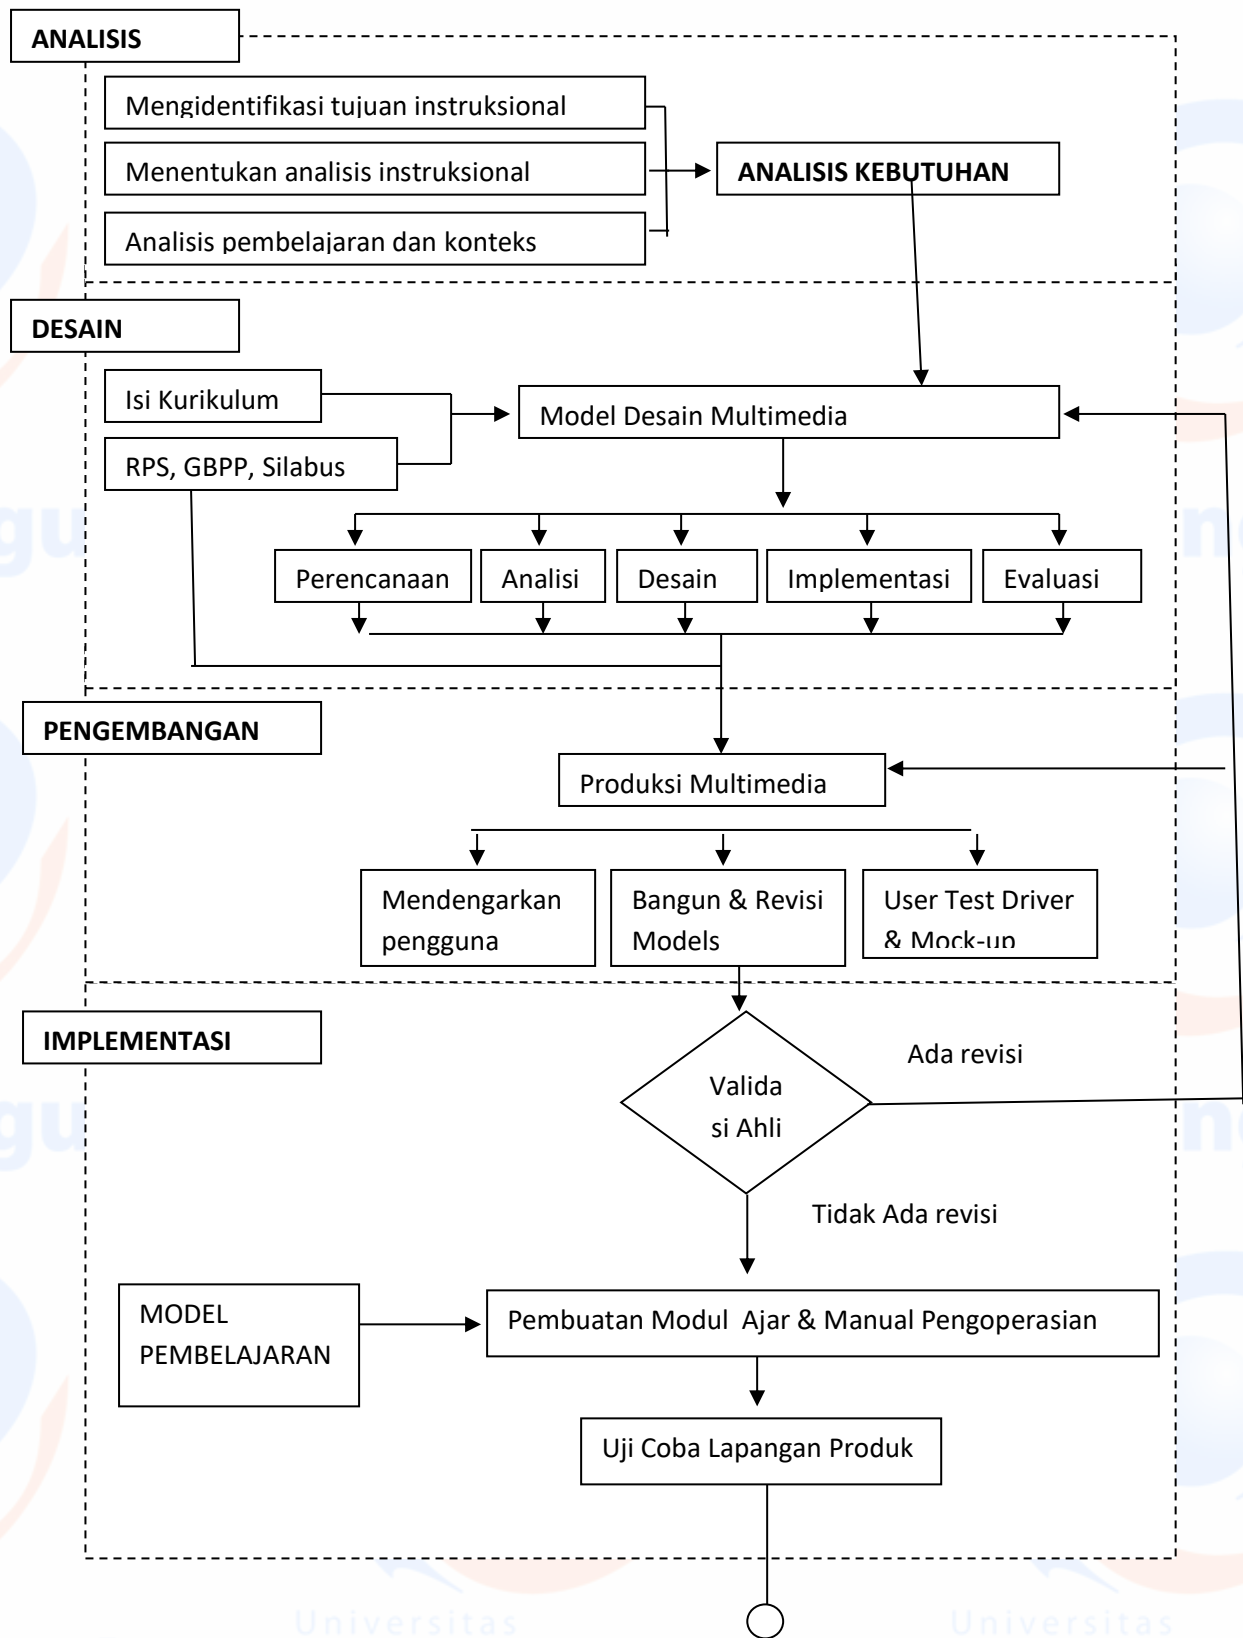 ANALISIS
Mengidentifikasi tujuan instruksional
Menentukan analisis instruksional
ANALISIS KEBUTUHAN
Analisis pembelajaran dan konteks
DESAIN
Isi Kurikulum
Model Desain Multimedia
RPS, GBPP, Silabus
Perencanaan
Analisi
Desain
Implementasi
Evaluasi
PENGEMBANGAN
Produksi Multimedia
Mendengarkan
pengguna
Bangun & Revisi
Models
User Test Driver
& Mock-up
IMPLEMENTASI
Ada revisi
Valida
si Ahli
Tidak Ada revisi
MODEL
PEMBELAJARAN
Pembuatan Modul  Ajar & Manual Pengoperasian
Uji Coba Lapangan Produk
Universitas
Universitas